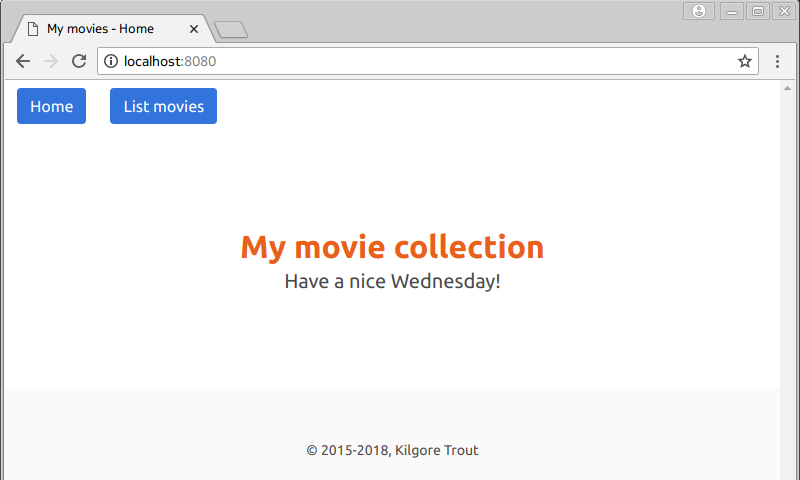 My movies - Home
localhost:8080
Home
List movies
My movie collection
Have a nice Wednesday!
© 2015-2018, Kilgore Trout